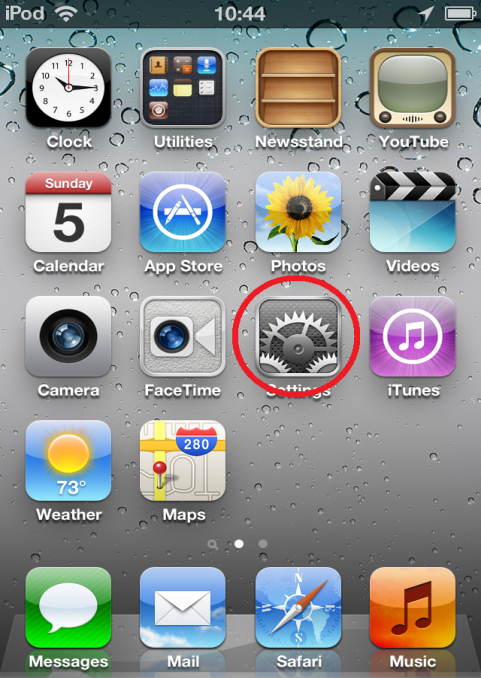 iPod 10:44
Clock Utilities Newsstand YouTube
Sunday
5
Calendar App Store Photos Videos
Camera FaceTime Settings iTunes
280
73°
Weather Maps
Messages Mail Safari Music